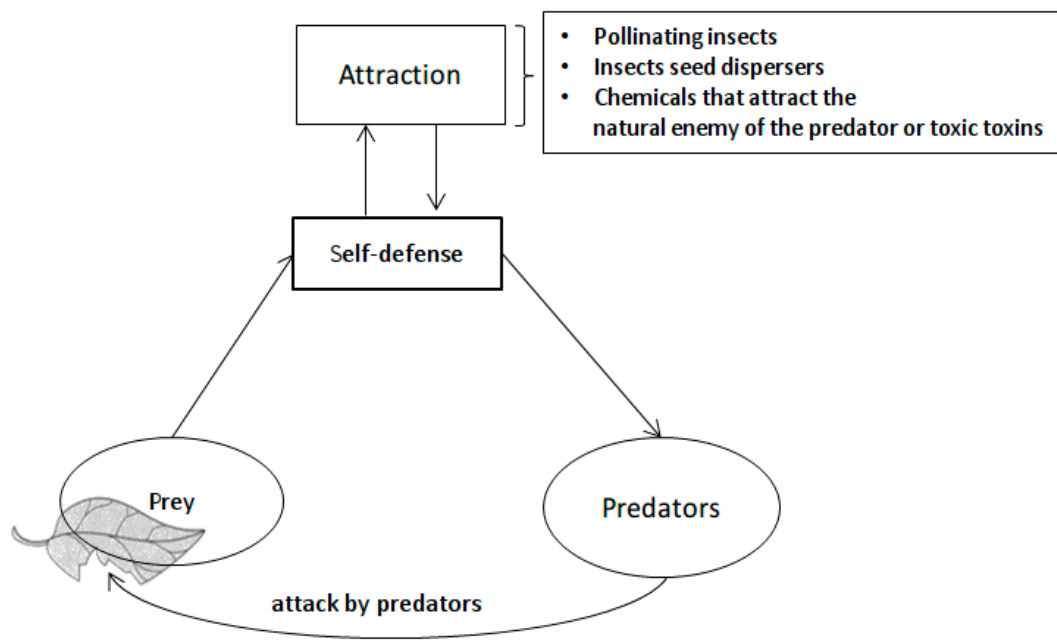 Attraction
• Pollinating insects
• Insects seed dispersers
• Chemicals that attract the
natural enemy of the predator or toxic toxins
Self-defense
Prey
Predators
attack by predators